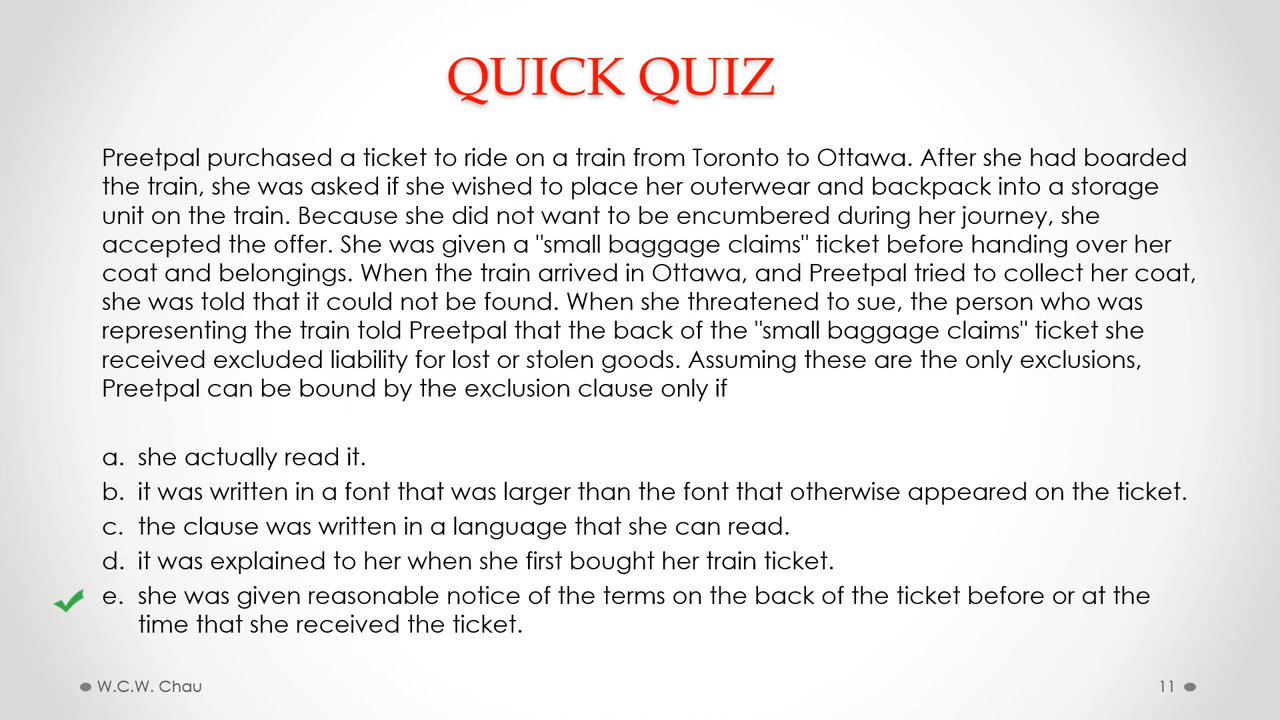 QUICK QUIZ
Preetpal purchased a ticket to ride on a train from Toronto to Ottawa. After she had boarded
the train, she was asked if she wished to place her outerwear and backpack into a storage
unit on the train. Because she did not want to be encumbered during her journey, she
accepted the offer. She was given a "small baggage claims" ticket before handing over her
coat and belongings. When the train arrived in Ottawa, and Preetpal tried to collect her coat,
she was told that it could not be found. When she threatened to sue, the person who was
representing the train told Preetpal that the back of the "small baggage claims" ticket she
received excluded liability for lost or stolen goods. Assuming these are the only exclusions,
Preetpal can be bound by the exclusion clause only if
a. she actually read it.
b. it was written in a font that was larger than the font that otherwise appeared on the ticket.
c. the clause was written in a language that she can read.
d. it was explained to her when she first bought her train ticket.
e. she was given reasonable notice of the terms on the back of the ticket before or at the
time that she received the ticket.
W.C.W. Chau
11